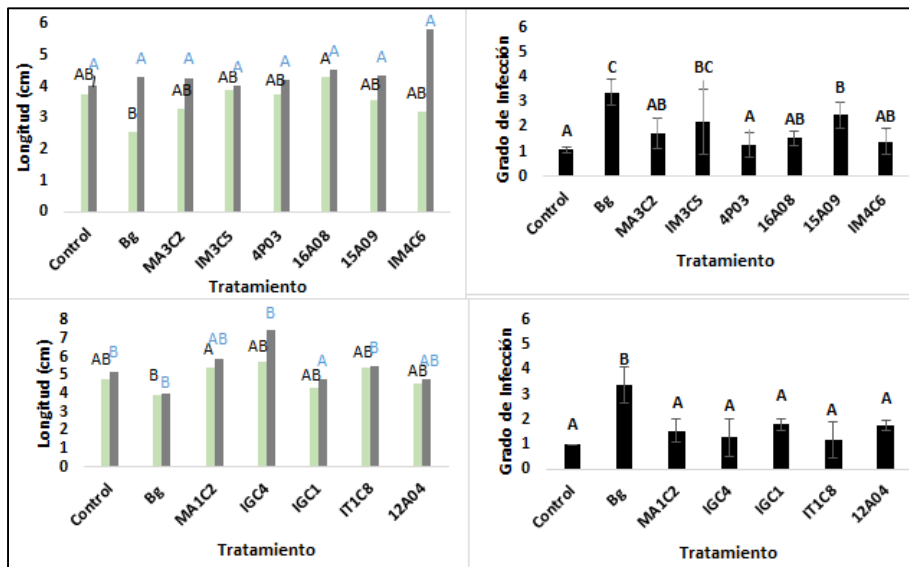 6
5
4
3
2
1
0
Longitud (cm)
AB A
B A
AB A
AB A
AB A
A A
AB A
AB A
Control
Bg
MA3C2
IM3C5
4P03
16A08
15A09
IM4C6
Tratamiento
6
5
4
3
2
1
0
Grado de Infección
A
C
AB
BC
A
AB
B
AB
Control
Bg
MA3C2
IM3C5
4P03
16A08
15A09
IM4C6
Tratamiento
8
7
6
5
4
3
2
1
0
Longitud (cm)
AB B
B B
A AB
AB B
AB A
AB B
AB AB
Control
Bg
MA1C2
IGC4
IGC1
IT1C8
12A04
Tratamiento
6
5
4
3
2
1
0
Grado de Infección
A
B
A
A
A
A
A
Control
Bg
MA1C2
IGC4
IGC1
IT1C8
12A04
Tratamiento